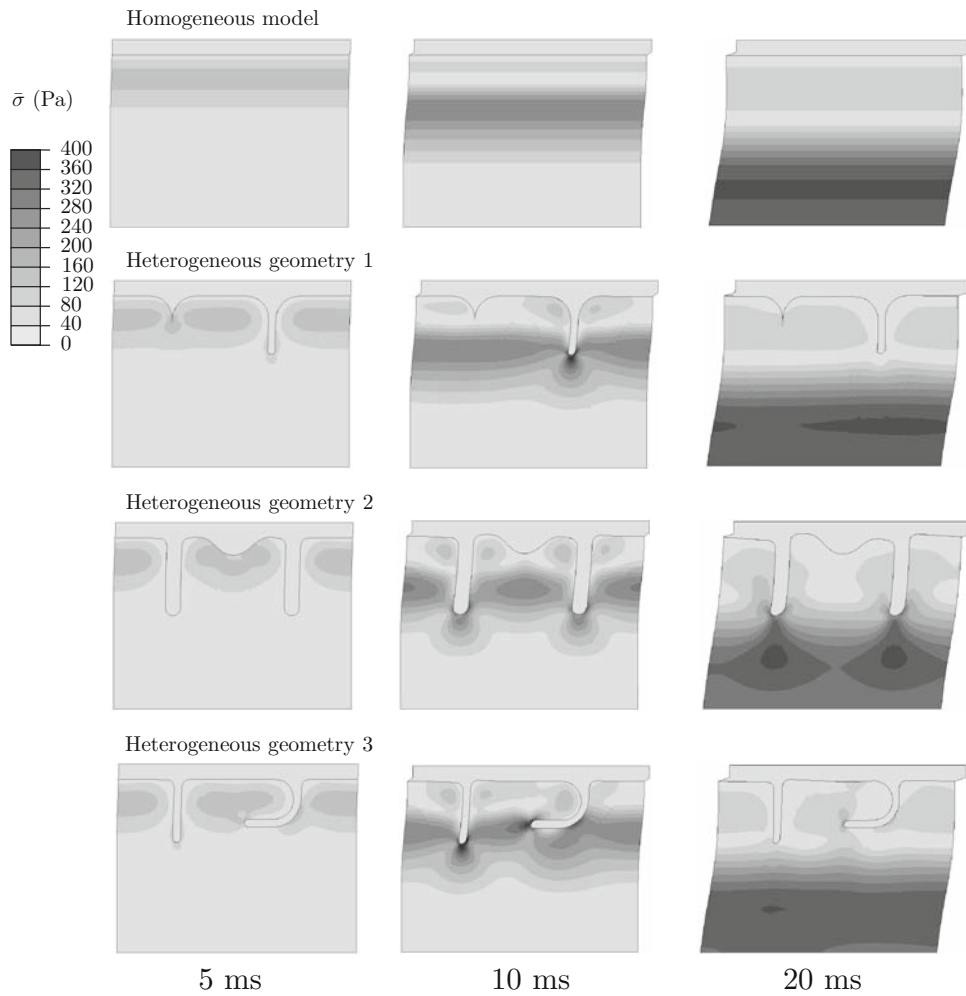 Homogeneous model
σ̄ (Pa)
400
360
320
280
240
200
160
120
80
40
0
Heterogeneous geometry 1
Heterogeneous geometry 2
Heterogeneous geometry 3
5 ms
10 ms
20 ms